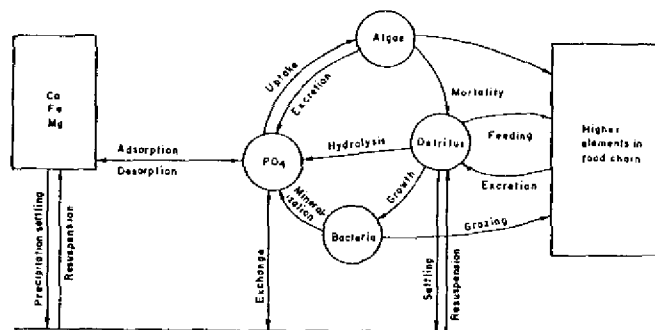 Algae
Uptake
Excretion
Ca
Fe
Mg
Mortality
Higher
elements in
food chain
Adsorption
Desorption
PO4
Hydrolysis
Detritus
Feeding
Excretion
Growth
Mineral-
ization
Bacteria
Grazing
Precipitation settling
Resuspension
Exchange
Settling
Resuspension